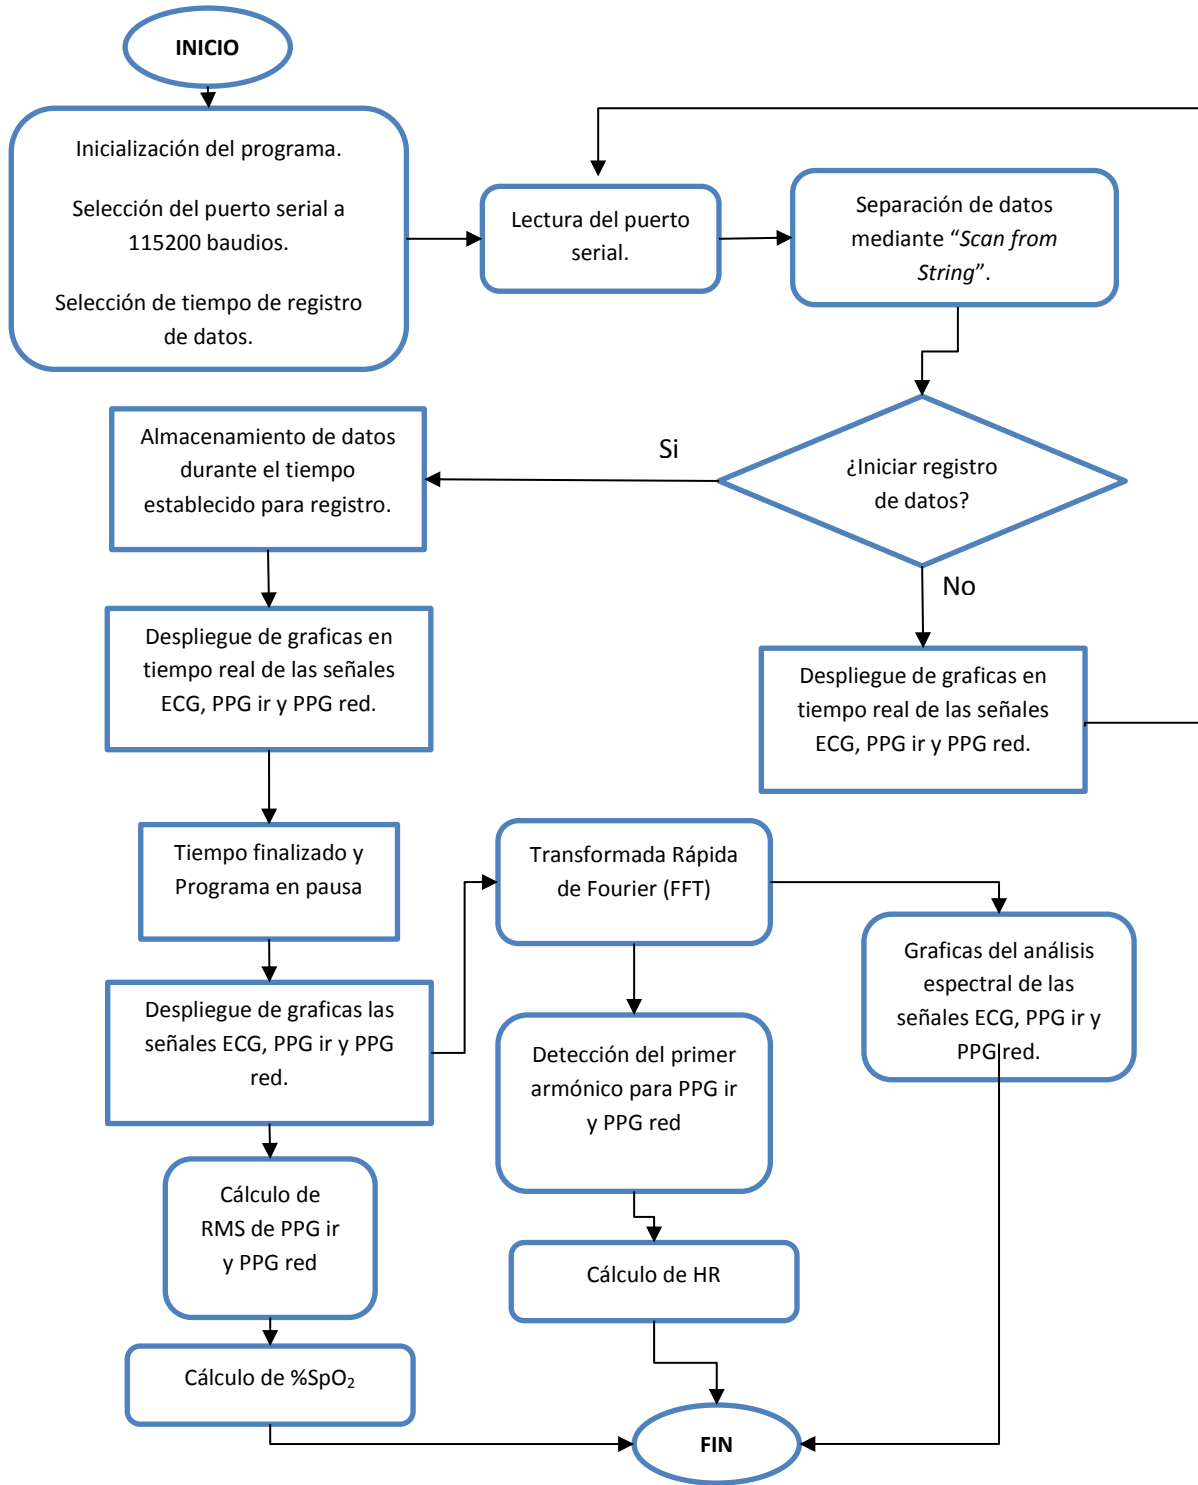 INICIO
Inicialización del programa.
Selección del puerto serial a
115200 baudios.
Selección de tiempo de registro
de datos.
Lectura del puerto
serial.
Separación de datos
mediante “Scan from
String”.
¿Iniciar registro
de datos?
Si
No
Almacenamiento de datos
durante el tiempo
establecido para registro.
Despliegue de graficas en
tiempo real de las señales
ECG, PPG ir y PPG red.
Despliegue de graficas en
tiempo real de las señales
ECG, PPG ir y PPG red.
Tiempo finalizado y
Programa en pausa
Despliegue de graficas las
señales ECG, PPG ir y PPG
red.
Transformada Rápida
de Fourier (FFT)
Graficas del análisis
espectral de las
señales ECG, PPG ir y
PPG red.
Detección del primer
armónico para PPG ir
y PPG red
Cálculo de
RMS de PPG ir
y PPG red
Cálculo de HR
Cálculo de %SpO₂
FIN